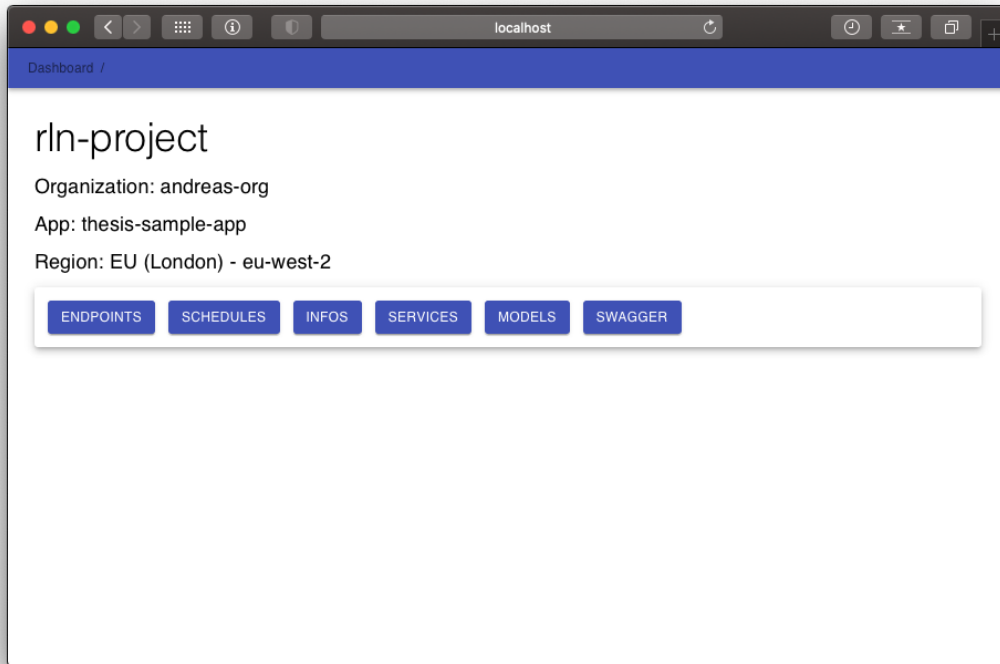 localhost
Dashboard /
rln-project
Organization: andreas-org
App: thesis-sample-app
Region: EU (London) - eu-west-2
ENDPOINTS SCHEDULES INFOS SERVICES MODELS SWAGGER